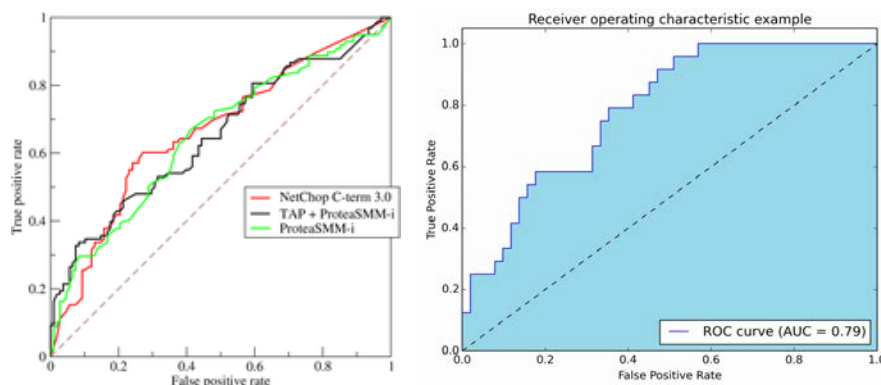 1
0.8
0.6
0.4
0.2
0
True positive rate
NetChop C-term 3.0
TAP + ProteaSMM-i
ProteaSMM-i
0 0.2 0.4 0.6 0.8 1
False positive rate
Receiver operating characteristic example
1.0
0.8
0.6
0.4
0.2
0.0
True Positive Rate
ROC curve (AUC = 0.79)
0.0 0.2 0.4 0.6 0.8 1.0
False Positive Rate